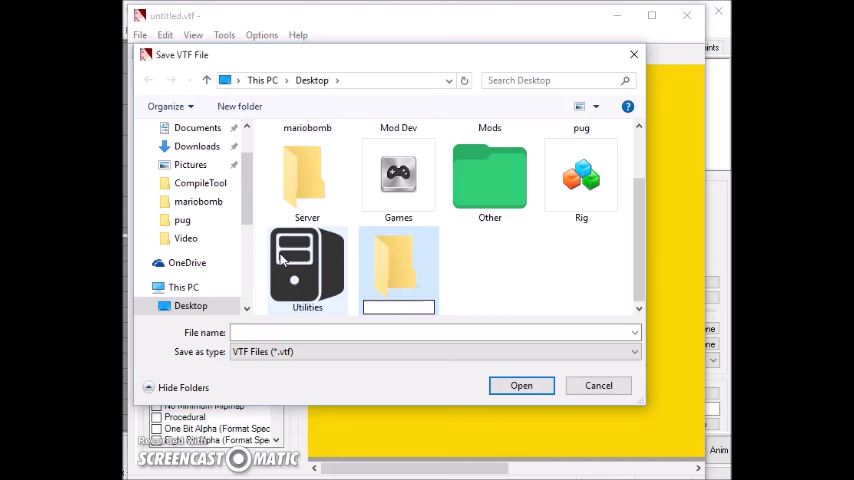 untitled.vtf -
File Edit View Tools Options Help
Save VTF File
This PC Desktop
Search Desktop
Organize New folder
Documents
Downloads
Pictures
CompileTool
mariobomb
pug
Video
OneDrive
This PC
Desktop
mariobomb Mod Dev Mods pug
Server Games Other Rig
Utilities
File name:
Save as type: VTF Files (*.vtf)
Hide Folders Open Cancel
No Minimum Mipmap
Procedural
One Bit Alpha (Format Spec
Anim
SCREENCAST MATIC